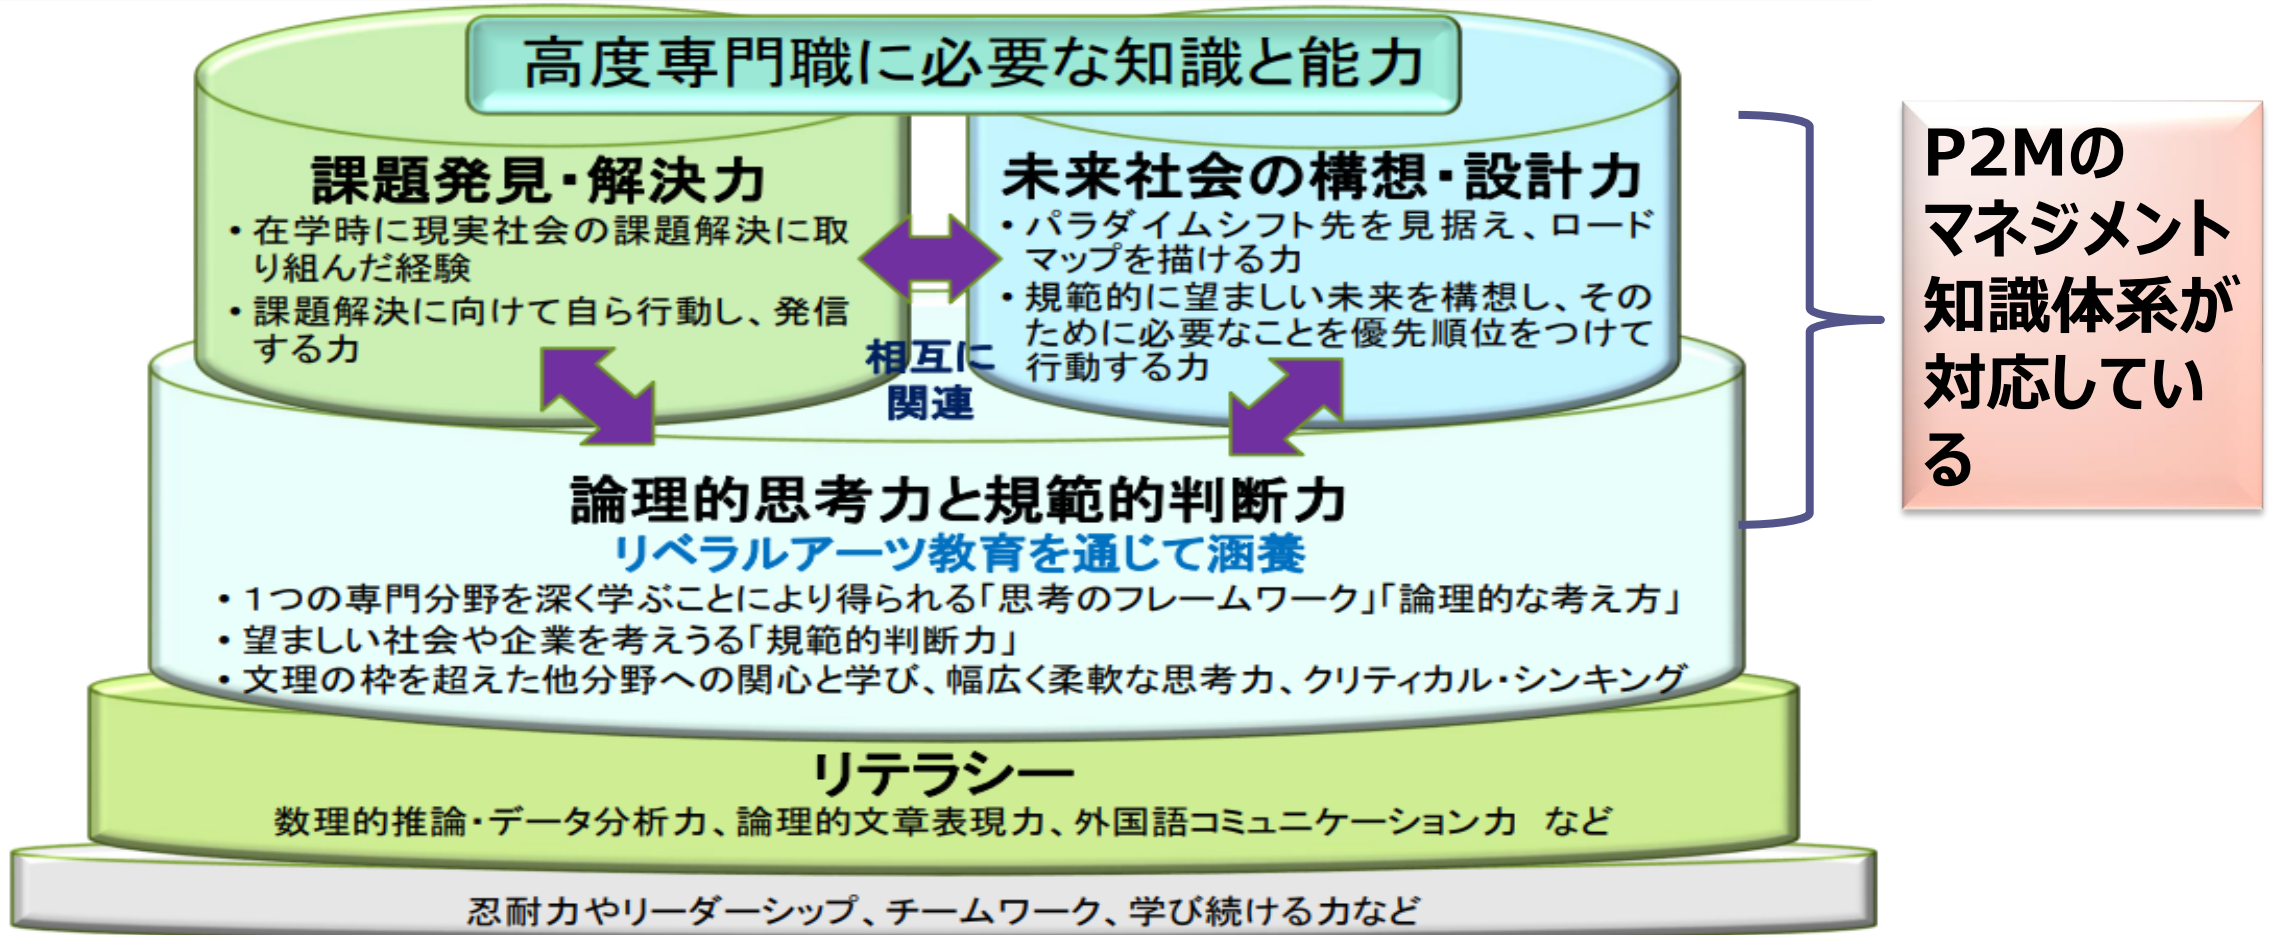 高度専門職に必要な知識と能力
課題発見・解決力
・在学時に現実社会の課題解決に取
り組んだ経験
・課題解決に向けて自ら行動し、発信
する力
未来社会の構想・設計力
・パラダイムシフト先を見据え、ロード
マップを描ける力
・規範的に望ましい未来を構想し、その
ために必要なことを優先順位をつけて
行動する力
相互に
関連
論理的思考力と規範的判断力
リベラルアーツ教育を通じて涵養
・1つの専門分野を深く学ぶことにより得られる「思考のフレームワーク」「論理的な考え方」
・望ましい社会や企業を考えうる「規範的判断力」
・文理の枠を超えた他分野への関心と学び、幅広く柔軟な思考力、クリティカル・シンキング
リテラシー
数理的推論・データ分析力、論理的文章表現力、外国語コミュニケーション力　など
忍耐力やリーダーシップ、チームワーク、学び続ける力など
P2Mの
マネジメント
知識体系が
対応してい
る